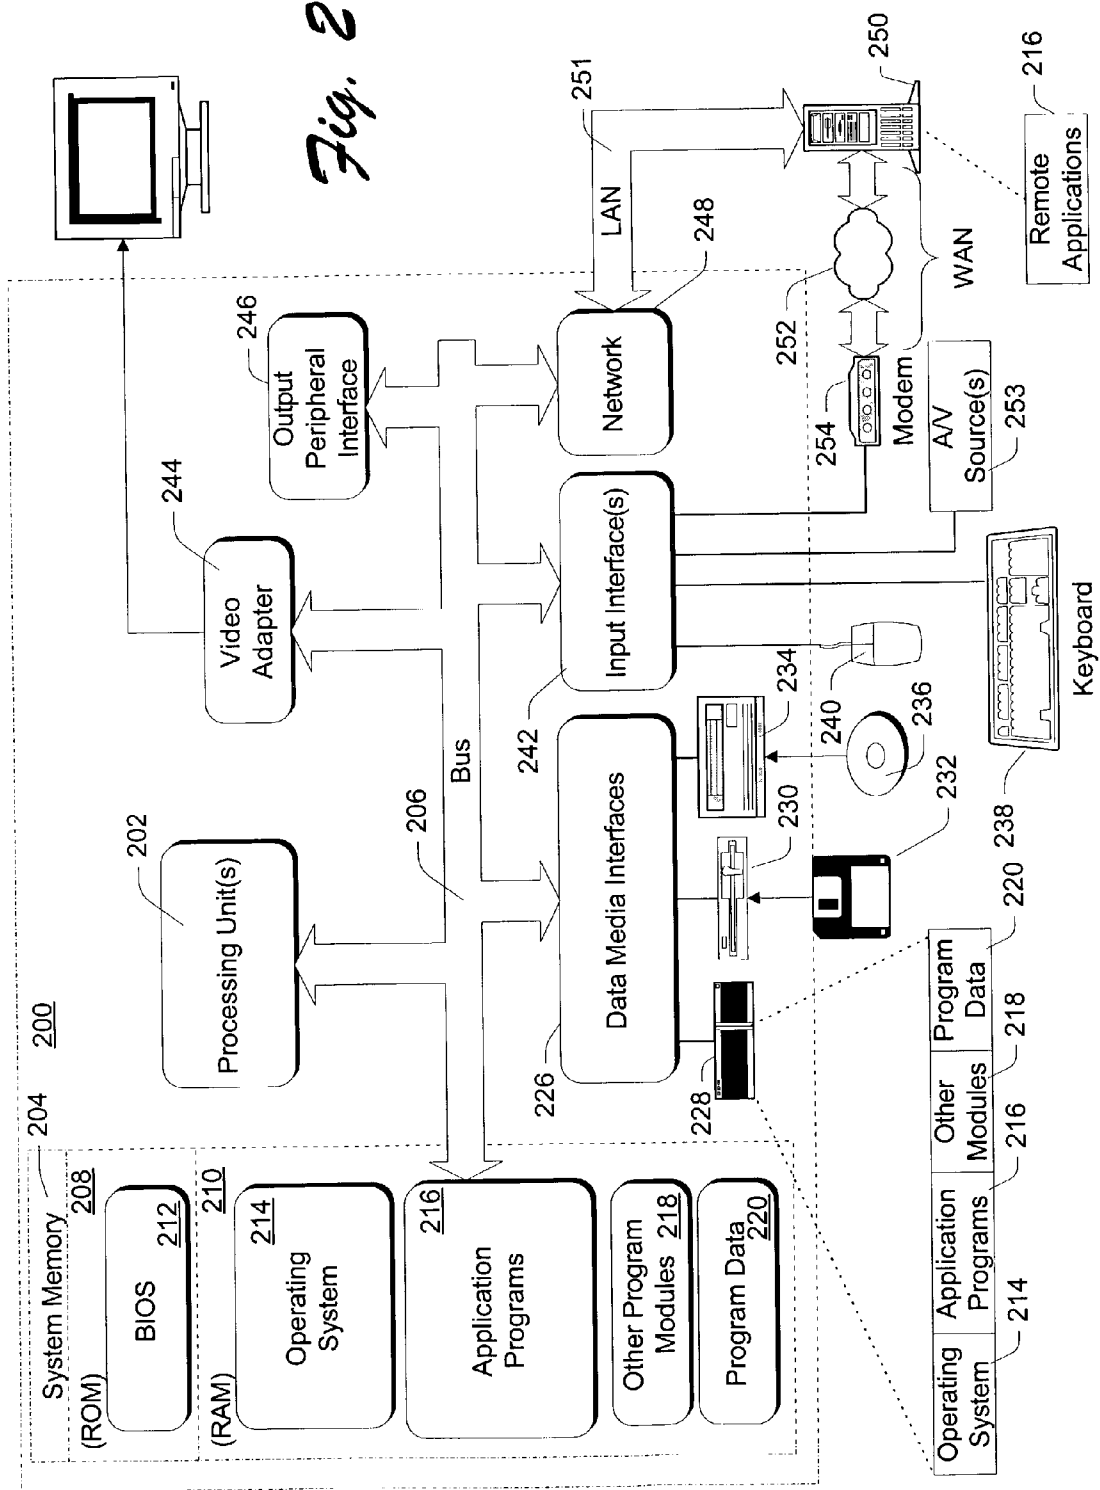 Fig. 2
200
System Memory
204
(ROM)
208
BIOS
212
(RAM)
210
Operating
System
214
Application
Programs
216
Other Program
Modules
218
Program Data
220
Processing Unit(s)
202
Video
Adapter
244
Output
Peripheral
Interface
246
Bus
206
Data Media Interfaces
226
Input Interface(s)
242
Network
248
LAN
251
250
252
WAN
254
Modem
Remote
Applications
216
A/V
Source(s)
253
228
230
234
232
236
240
238
Keyboard
Operating
System
214
Application
Programs
216
Other
Modules
218
Program
Data
220